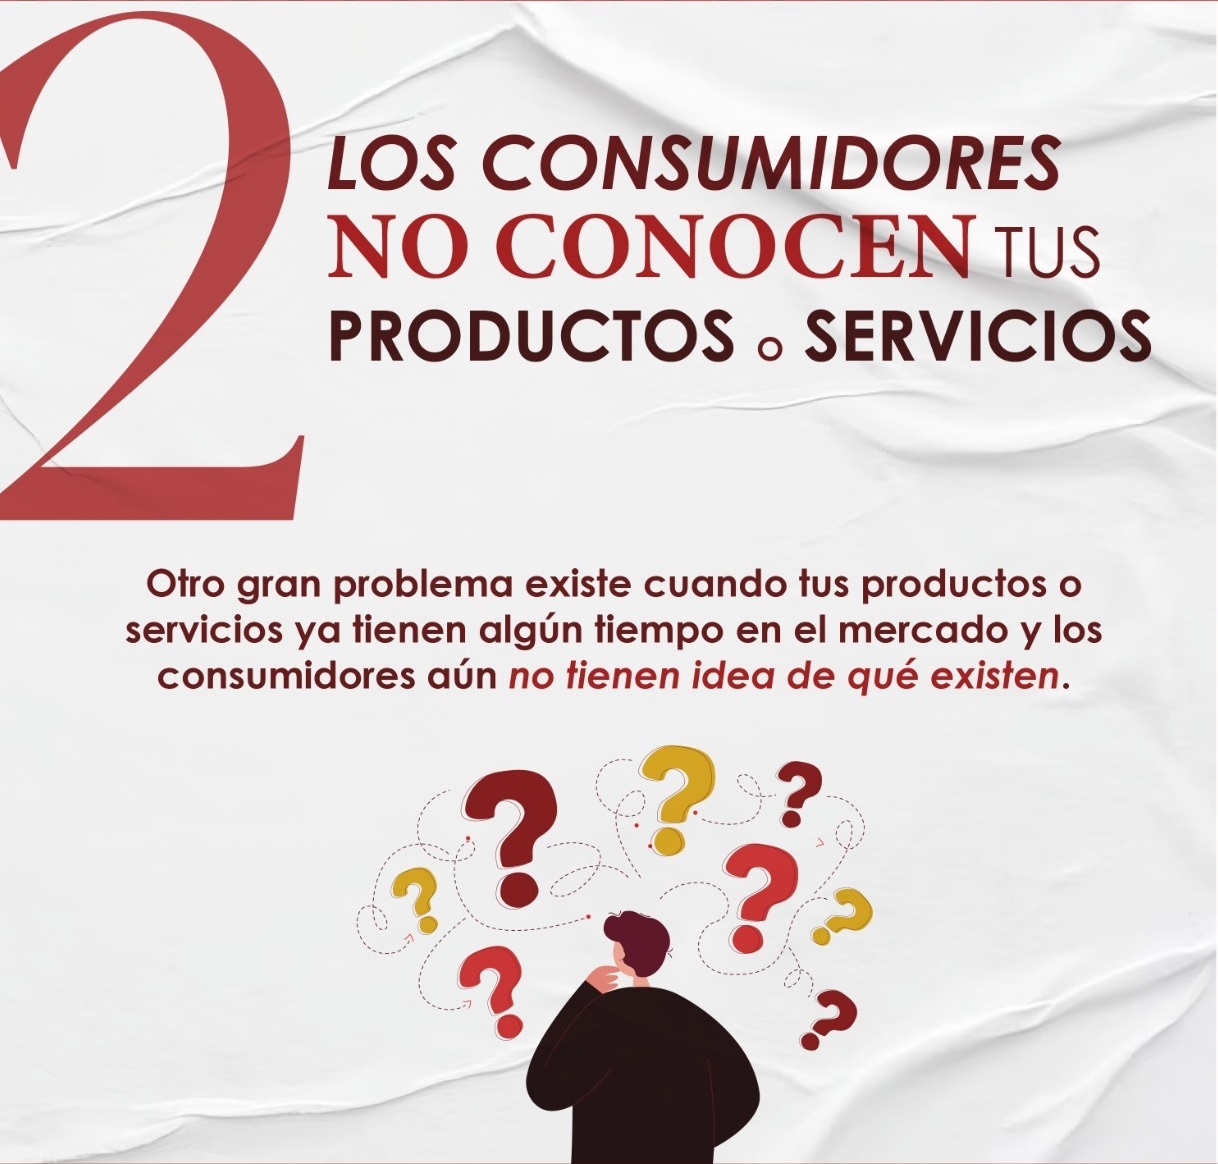 2
LOS CONSUMIDORES
NO CONOCEN TUS
PRODUCTOS o SERVICIOS
Otro gran problema existe cuando tus productos o
servicios ya tienen algún tiempo en el mercado y los
consumidores aún no tienen idea de qué existen.
? ? ? ? ? ? ? ?